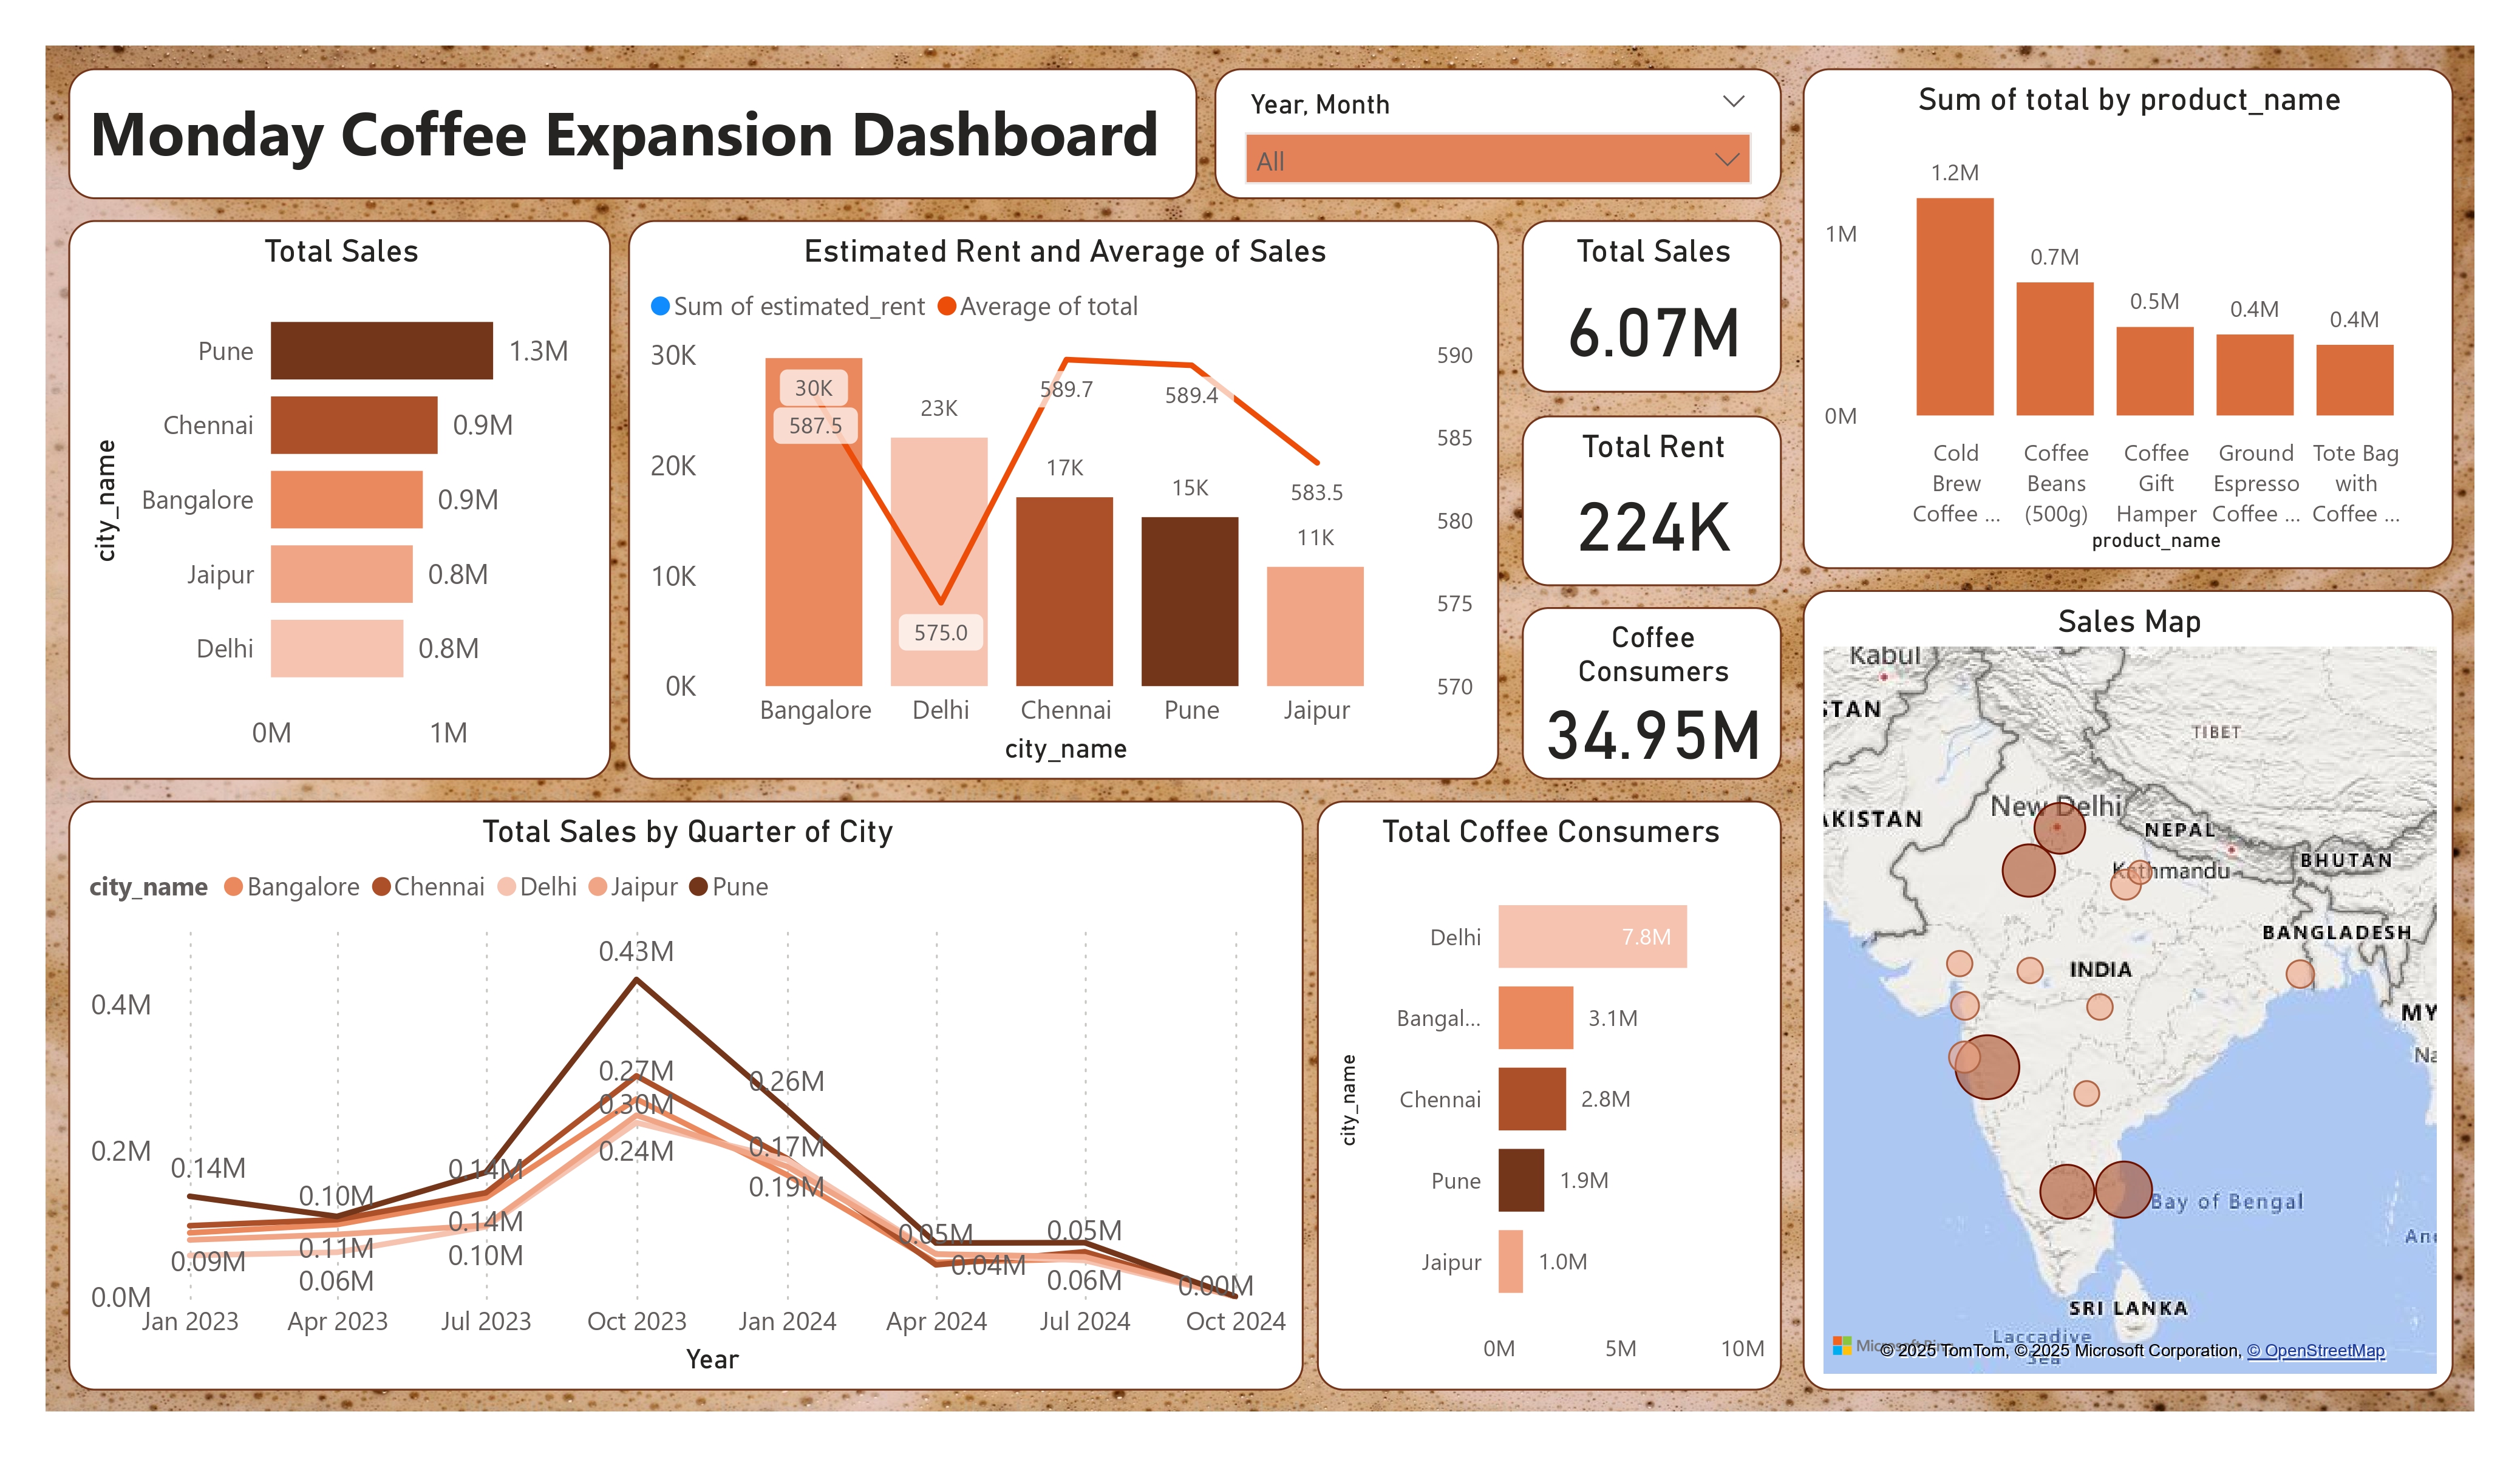 Monday Coffee Expansion Dashboard
Year, Month
All
Total Sales
city_name
Pune
1.3M
Chennai
0.9M
Bangalore
0.9M
Jaipur
0.8M
Delhi
0.8M
0M 1M
Estimated Rent and Average of Sales
Sum of estimated_rent Average of total
30K
20K
10K
0K
590
585
580
575
570
30K
587.5
23K
575.0
17K
589.7
15K
589.4
11K
583.5
Bangalore Delhi Chennai Pune Jaipur
city_name
Total Sales
6.07M
Total Rent
224K
Coffee
Consumers
34.95M
Sum of total by product_name
1M
0M
1.2M
0.7M
0.5M
0.4M
0.4M
Cold
Brew
Coffee ...
Coffee
Beans
(500g)
Coffee
Gift
Hamper
Ground
Espresso
Coffee ...
Tote Bag
with
Coffee ...
product_name
Total Sales by Quarter of City
city_name Bangalore Chennai Delhi Jaipur Pune
0.4M
0.2M
0.0M
0.14M
0.09M
0.10M
0.11M
0.06M
0.14M
0.14M
0.10M
0.43M
0.27M
0.30M
0.24M
0.26M
0.17M
0.19M
0.05M
0.04M
0.05M
0.06M
0.00M
Jan 2023 Apr 2023 Jul 2023 Oct 2023 Jan 2024 Apr 2024 Jul 2024 Oct 2024
Year
Total Coffee Consumers
city_name
Delhi
7.8M
Bangal...
3.1M
Chennai
2.8M
Pune
1.9M
Jaipur
1.0M
0M 5M 10M
Sales Map
Kabul
STAN
TIBET
New Delhi
AKISTAN
NEPAL
BHUTAN
Kathmandu
BANGLADESH
INDIA
MY
Na
Bay of Bengal
An
SRI LANKA
Laccadive
Sea
© 2025 TomTom, © 2025 Microsoft Corporation, © OpenStreetMap